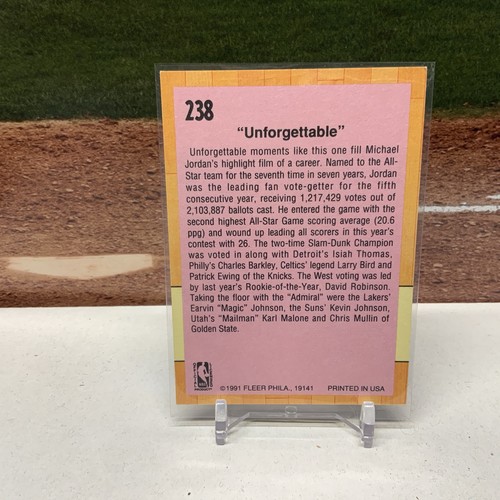 238
"Unforgettable"
Unforgettable moments like this one fill Michael
Jordan's highlight film of a career. Named to the All-
Star team for the seventh time in seven years, Jordan
was the leading fan vote-getter for the fifth
consecutive year, receiving 1,217,429 votes out of
2,103,887 ballots cast. He entered the game with the
second highest All-Star Game scoring average (20.6
ppg) and wound up leading all scorers in this year's
contest with 26. The two-time Slam-Dunk Champion
was voted in along with Detroit's Isiah Thomas,
Philly's Charles Barkley, Celtics' legend Larry Bird and
Patrick Ewing of the Knicks. The West voting was led
by last year's Rookie-of-the-Year, David Robinson.
Taking the floor with the "Admiral" were the Lakers'
Earvin "Magic" Johnson, the Suns' Kevin Johnson,
Utah's "Mailman" Karl Malone and Chris Mullin of
Golden State.
©1991 FLEER PHILA., 19141 PRINTED IN USA